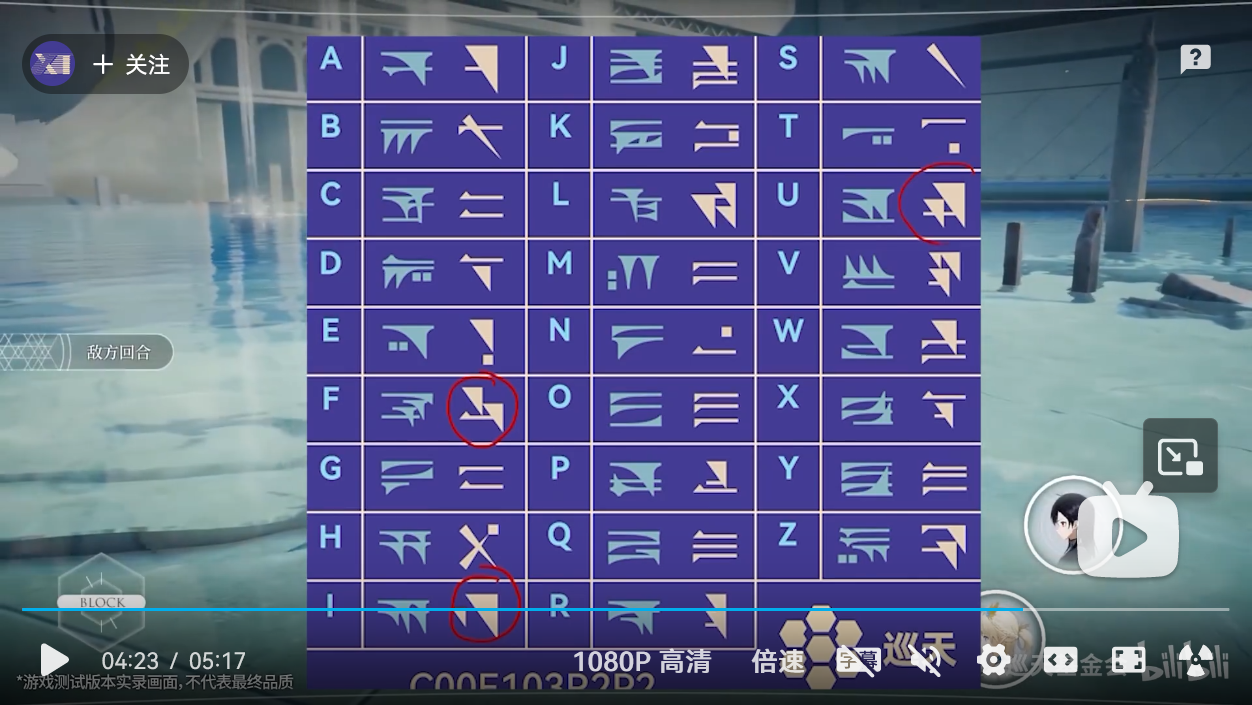 + 关注
?
A J S
B K T
C L U
D M V
E N W
F O X
G P Y
H Q Z
I R
敌方回合
BLOCK
04:23 / 05:17
1080P 高清
倍速
字幕
巡天
*游戏测试版本实录画面,不代表最终品质
bilibili